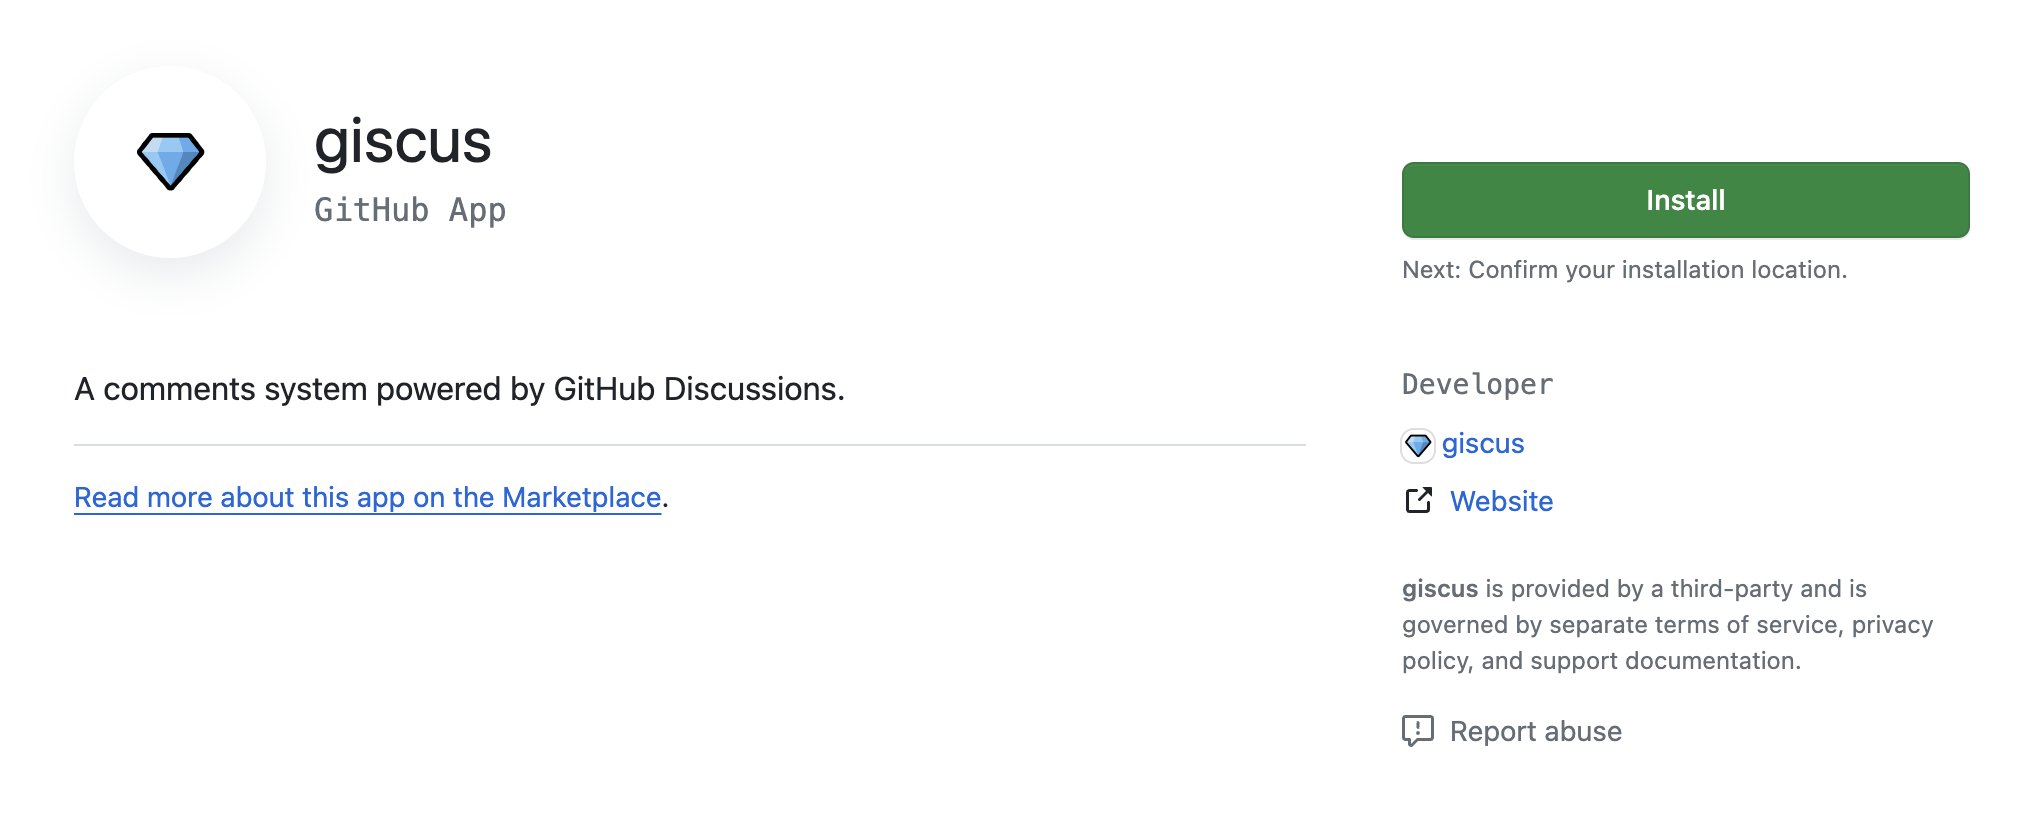 giscus
GitHub App
Install
Next: Confirm your installation location.
A comments system powered by GitHub Discussions.
Read more about this app on the Marketplace.
Developer
giscus
Website
giscus is provided by a third-party and is
governed by separate terms of service, privacy
policy, and support documentation.
Report abuse